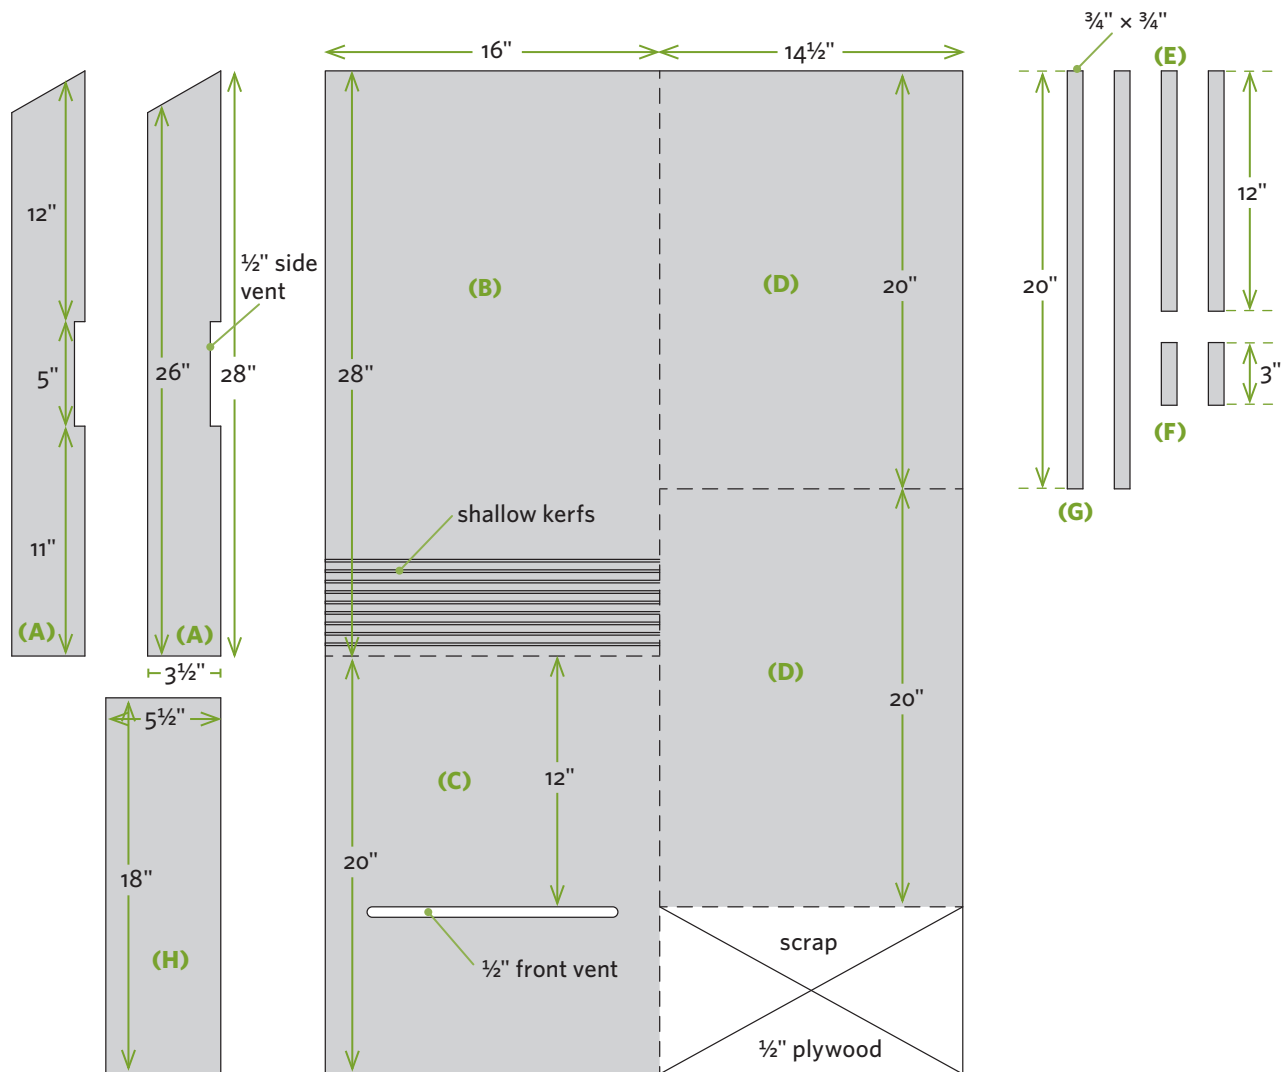 16"
14½"
¾" × ¾"
(E)
12"
½" side
vent
5"
26"
28"
11"
(A)
(A)
3½"
5½"
18"
(H)
(B)
28"
shallow kerfs
(C)
12"
20"
½" front vent
(D)
20"
(D)
20"
scrap
½" plywood
20"
12"
3"
(F)
(G)